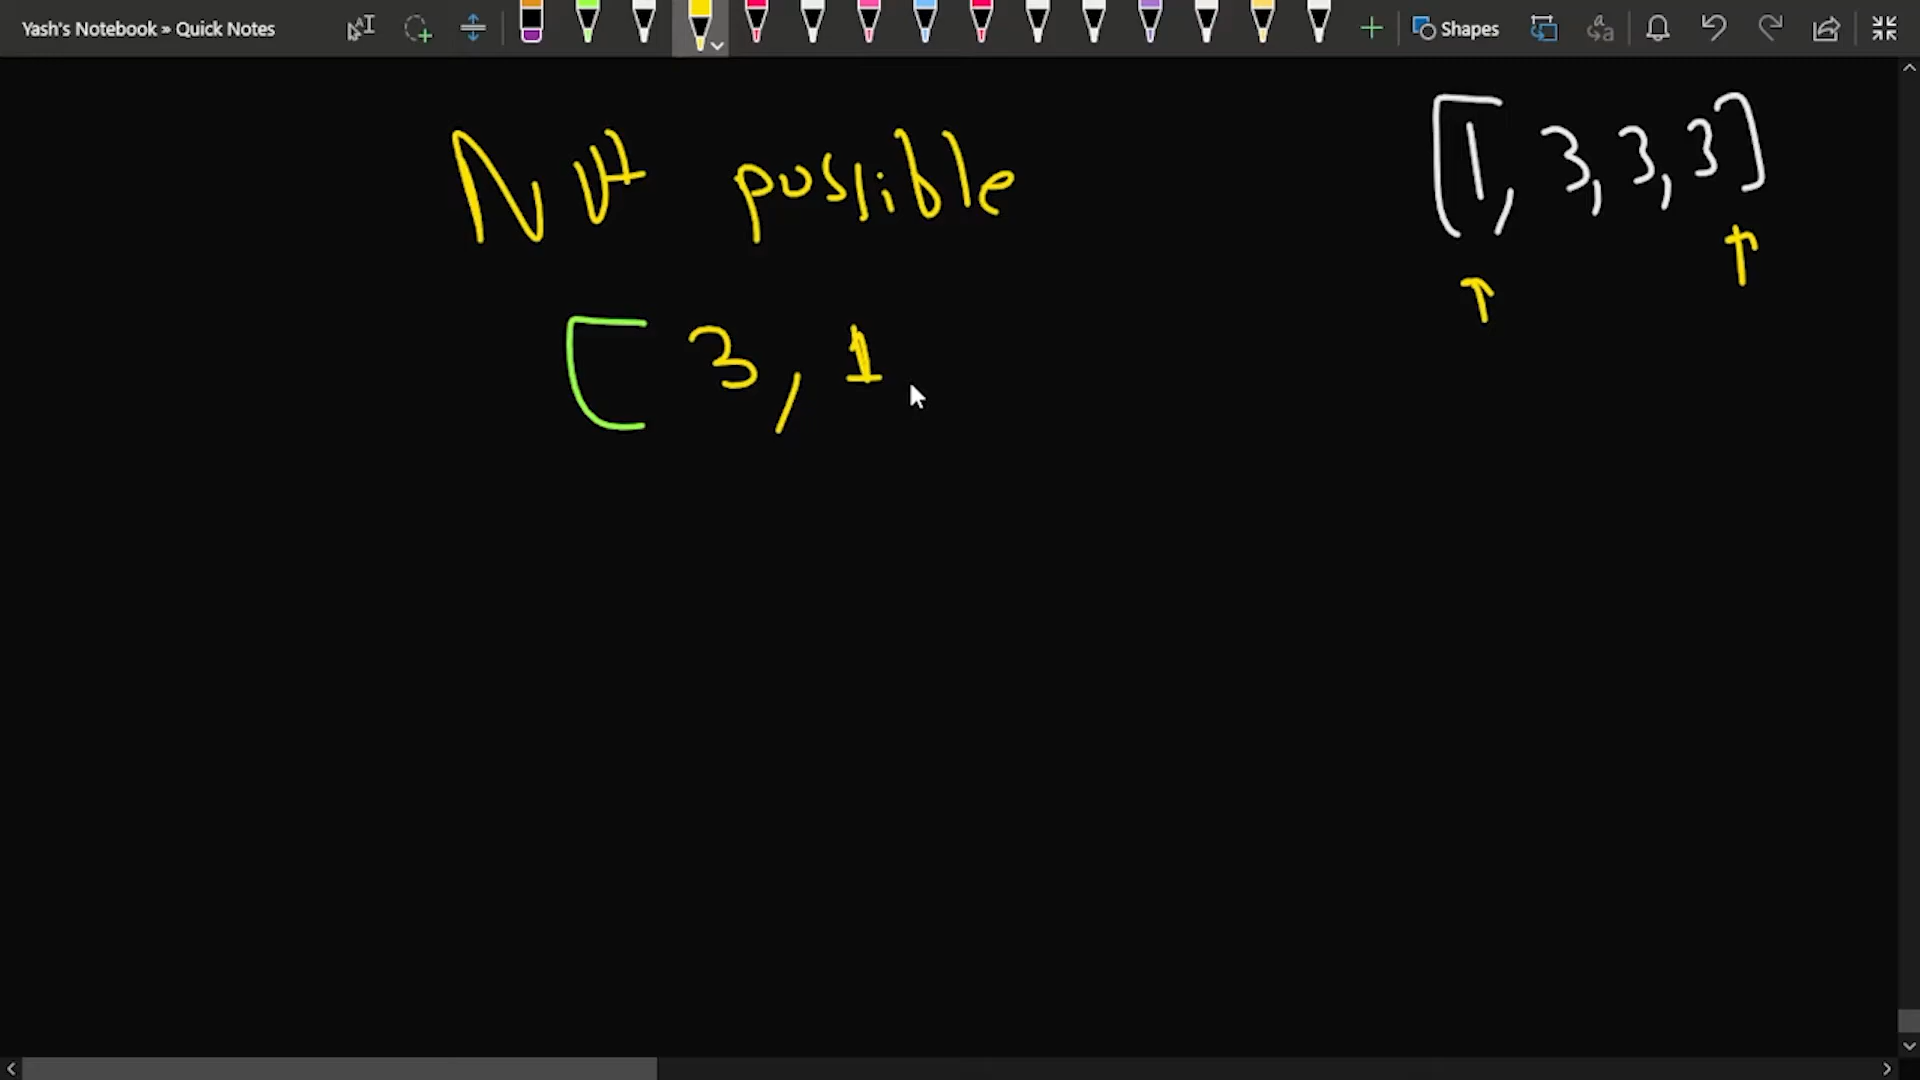 Yash's Notebook » Quick Notes
Shapes
Not possible
[1, 3, 3, 3]
[ 3, 1